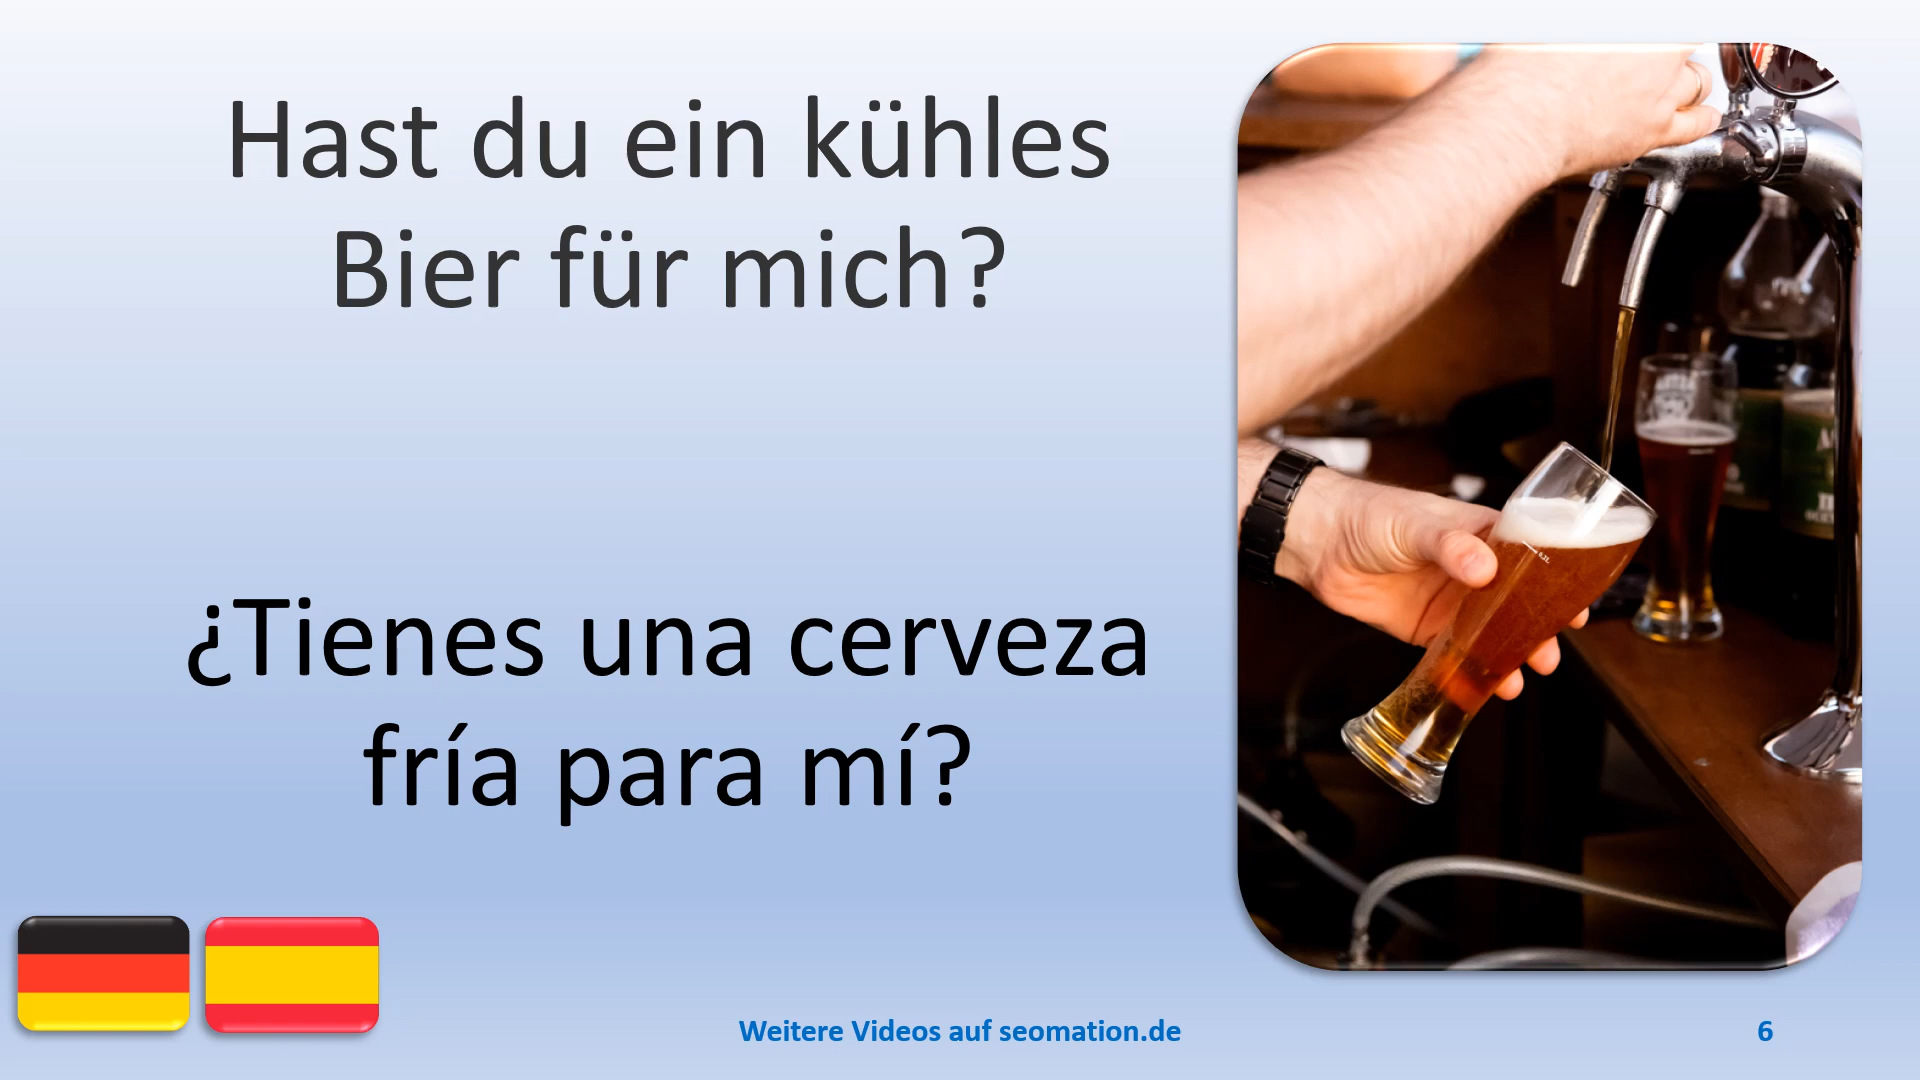 Hast du ein kühles
Bier für mich?
¿Tienes una cerveza
fría para mí?
Weitere Videos auf seomation.de
6